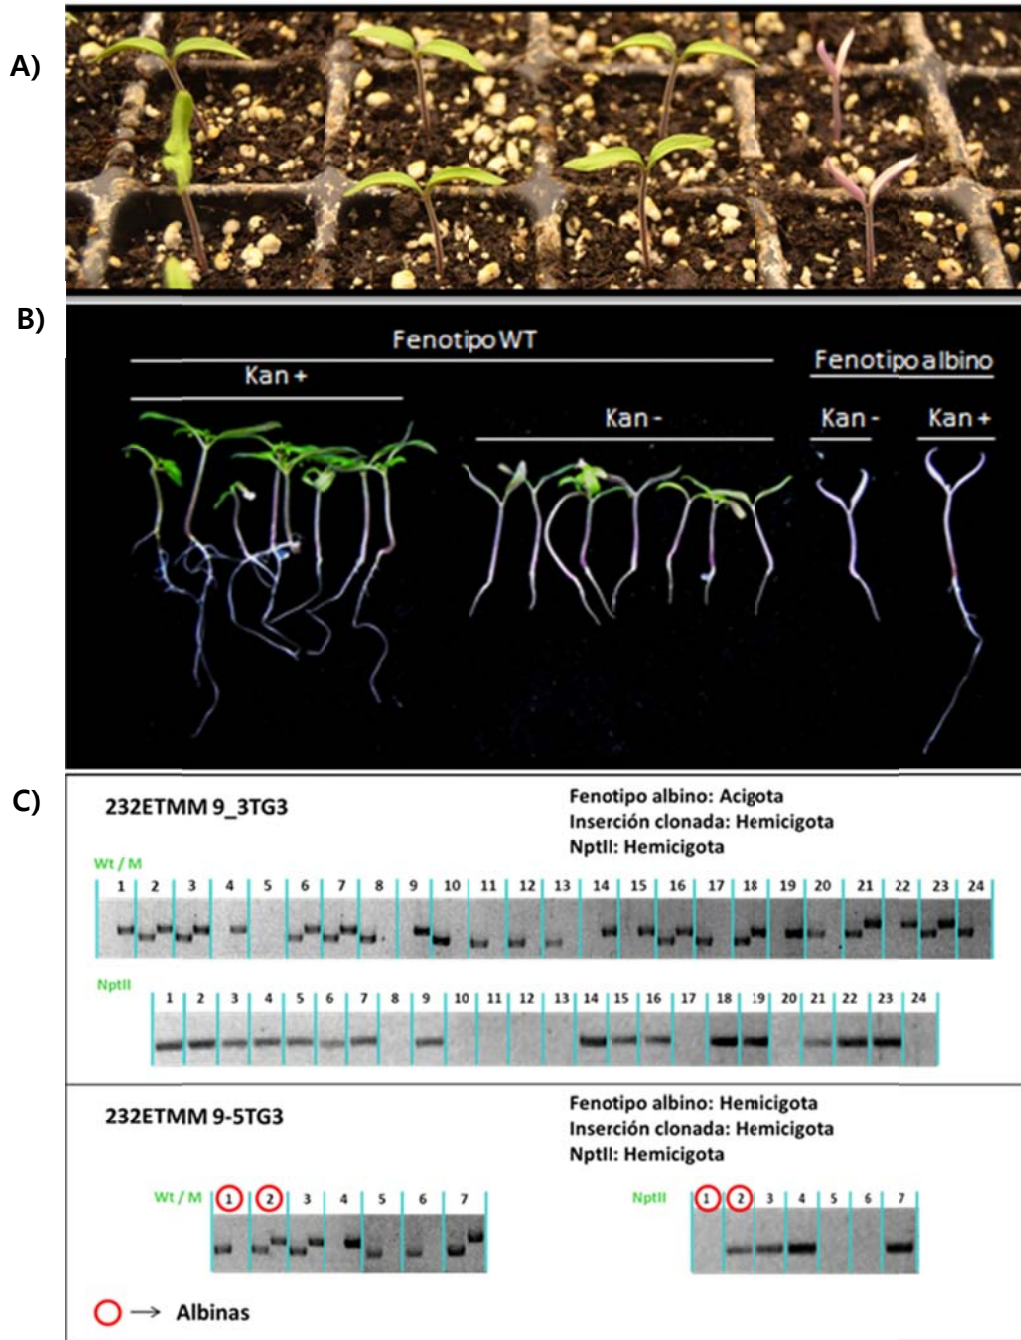 A)
B)
Fenotipo WT
Fenotipo albino
Kan +
Kan -
Kan -
Kan +
C)
232ETMM 9_3TG3
Fenotipo albino: Acigota
Inserción clonada: Hemicigota
NptII: Hemicigota
Wt / M
1 2 3 4 5 6 7 8 9 10 11 12 13 14 15 16 17 18 19 20 21 22 23 24
NptII
1 2 3 4 5 6 7 8 9 10 11 12 13 14 15 16 17 18 19 20 21 22 23 24
232ETMM 9-5TG3
Fenotipo albino: Hemicigota
Inserción clonada: Hemicigota
NptII: Hemicigota
Wt / M 1 2 3 4 5 6 7
NptII 1 2 3 4 5 6 7
Albinas